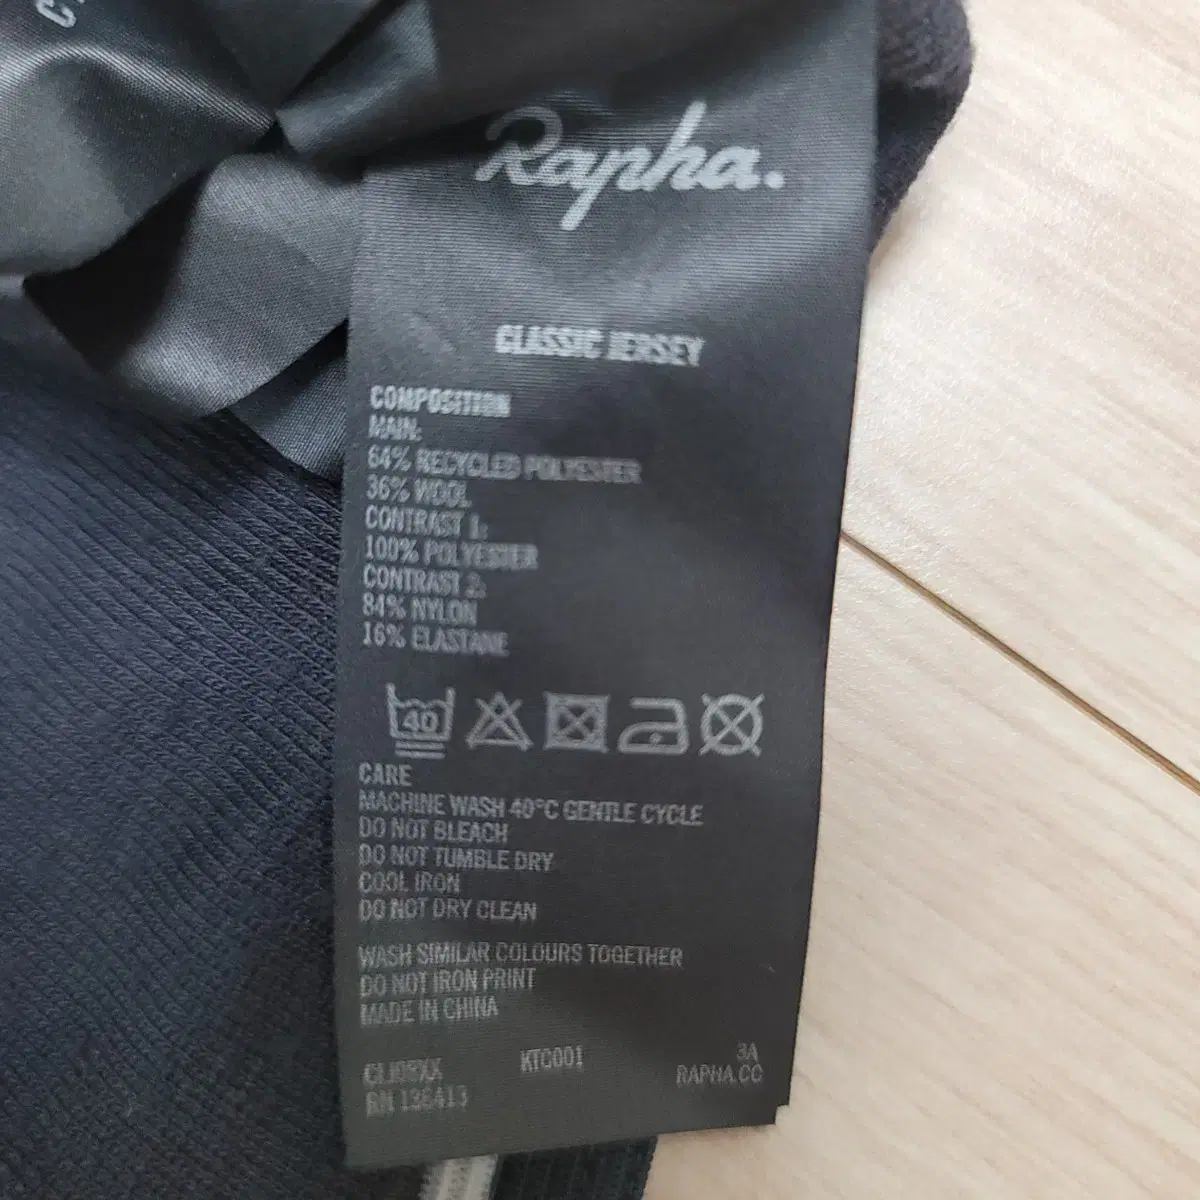 Rapha.
CLASSIC JERSEY
COMPOSITION
MAIN:
64% RECYCLED POLYESTER
36% WOOL
CONTRAST 1:
100% POLYESTER
CONTRAST 2:
84% NYLON
16% ELASTANE
40
CARE
MACHINE WASH 40°C GENTLE CYCLE
DO NOT BLEACH
DO NOT TUMBLE DRY
COOL IRON
DO NOT DRY CLEAN
WASH SIMILAR COLOURS TOGETHER
DO NOT IRON PRINT
MADE IN CHINA
KTC001
3A
RAPHA.CC
RN 136413